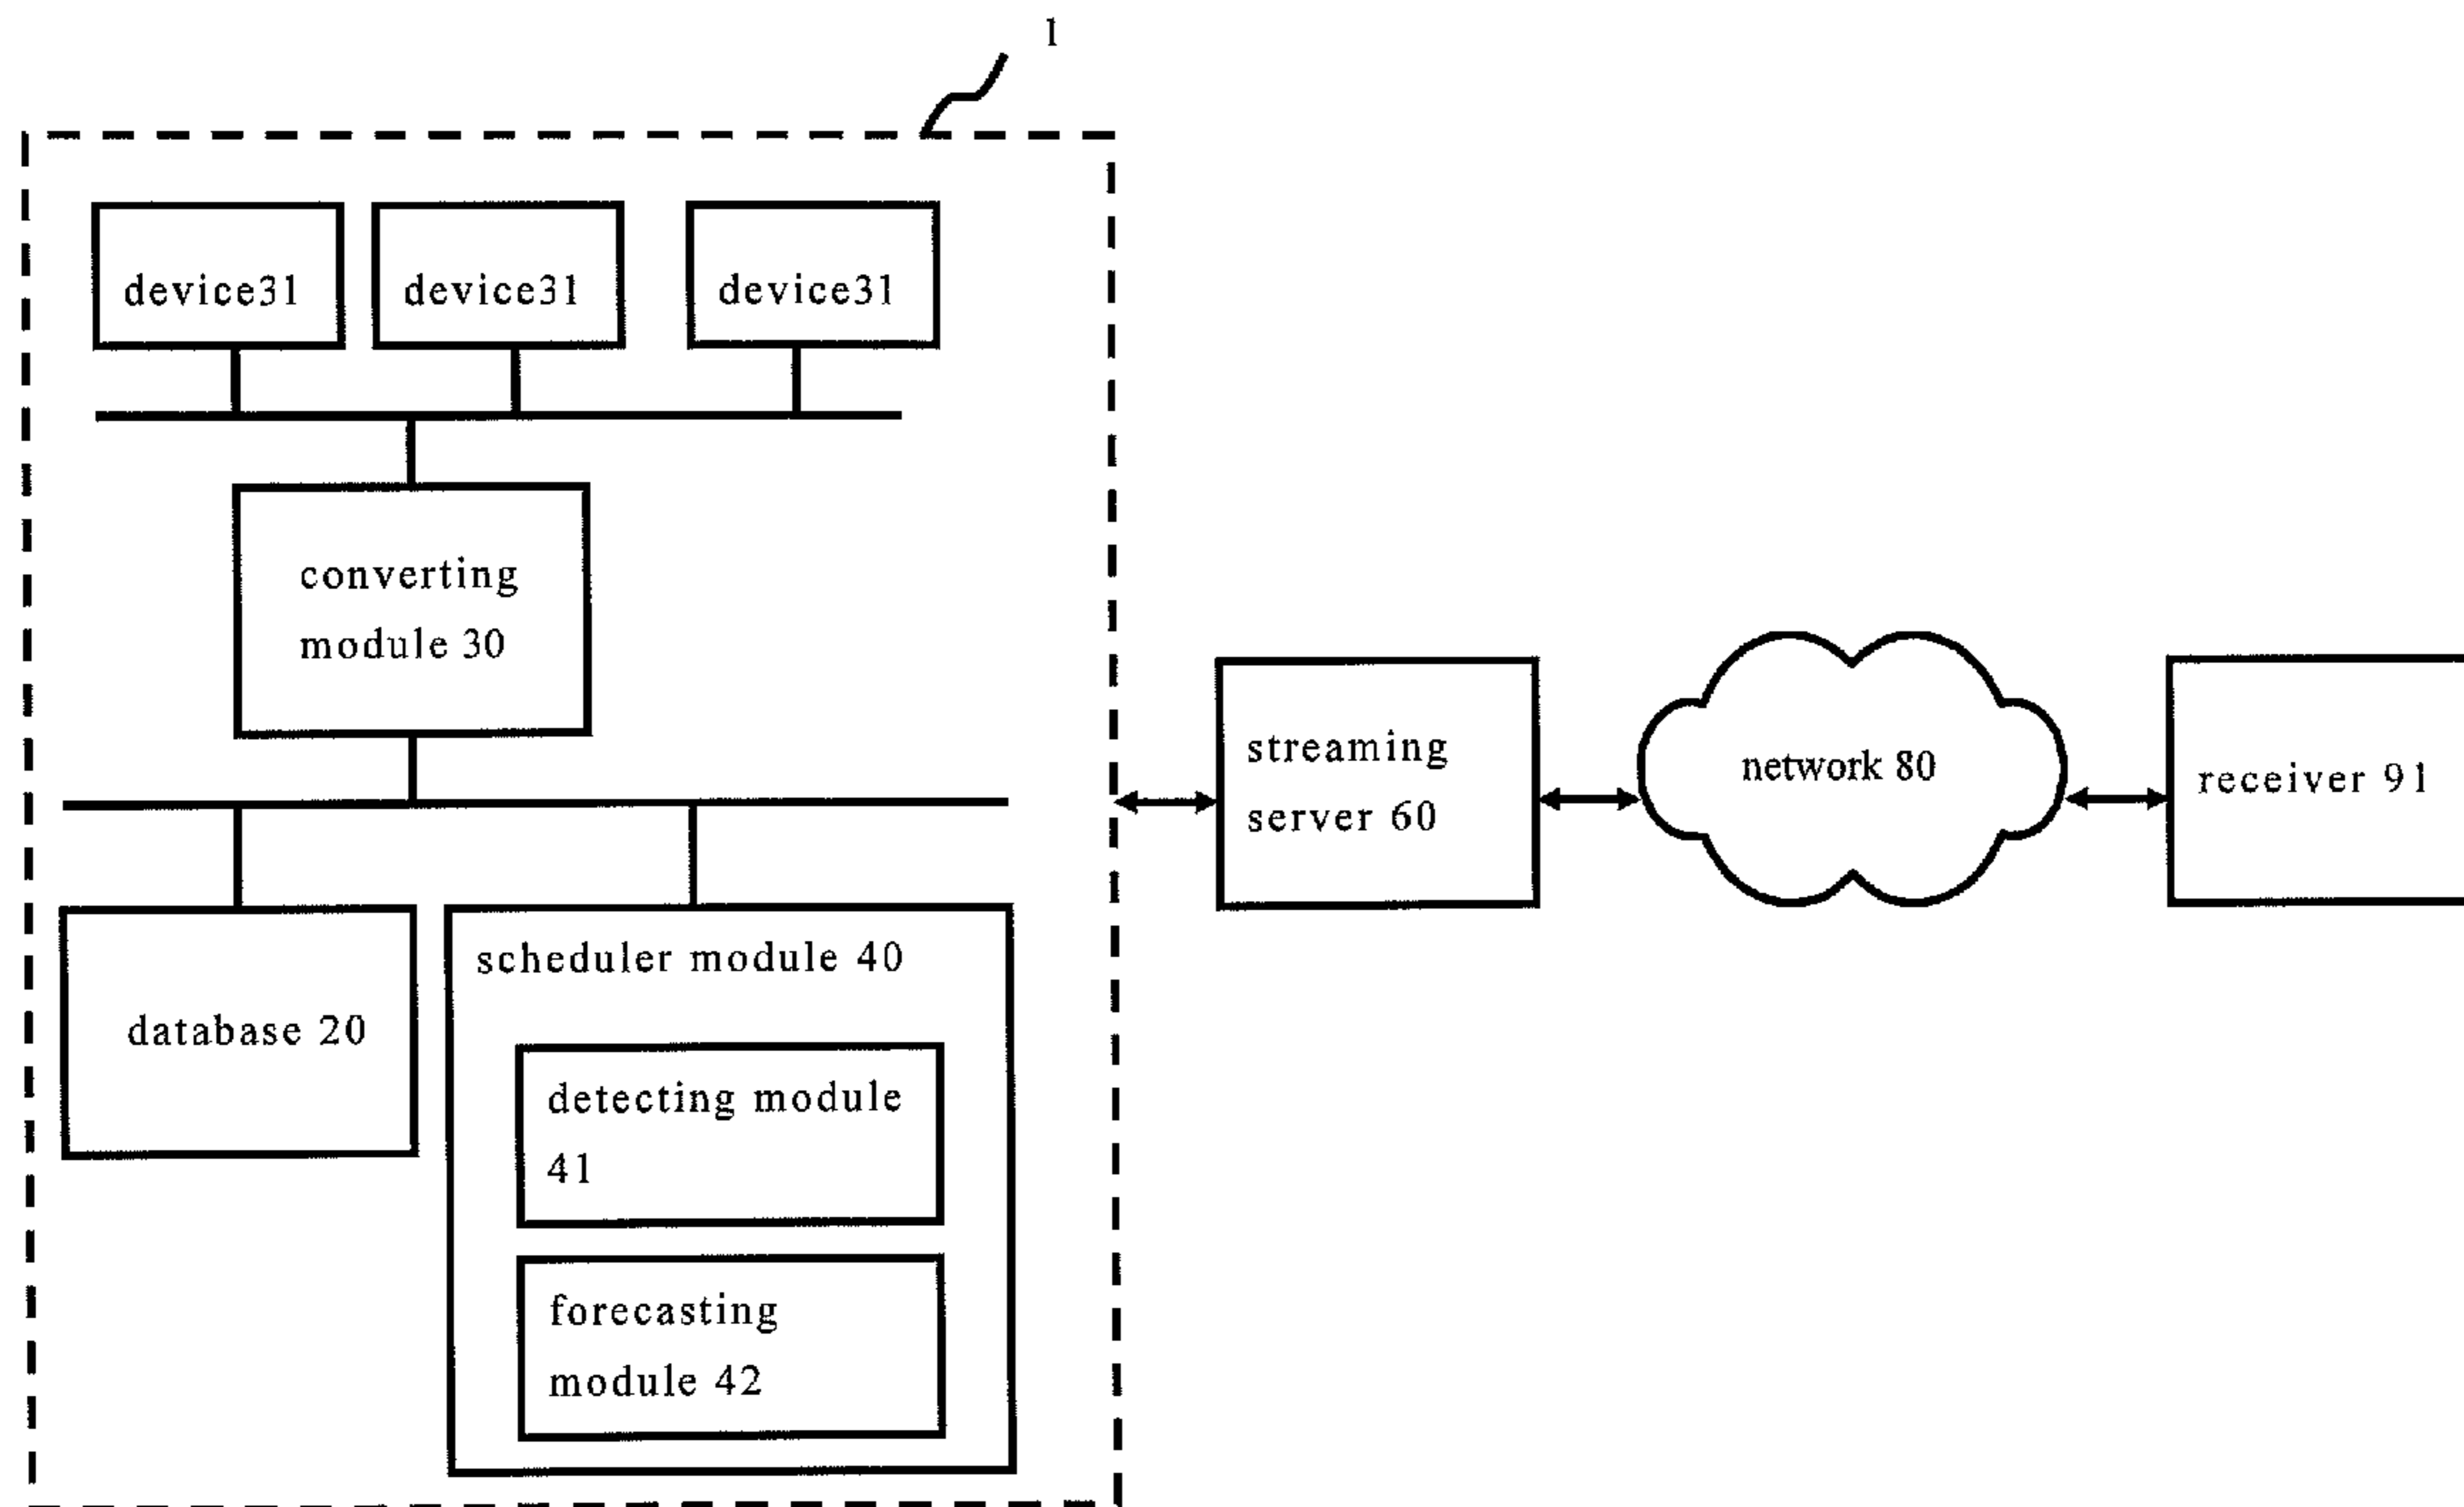 1
device31
device31
device31
converting
module 30
streaming
server 60
network 80
receiver 91
database 20
scheduler module 40
detecting module
41
forecasting
module 42